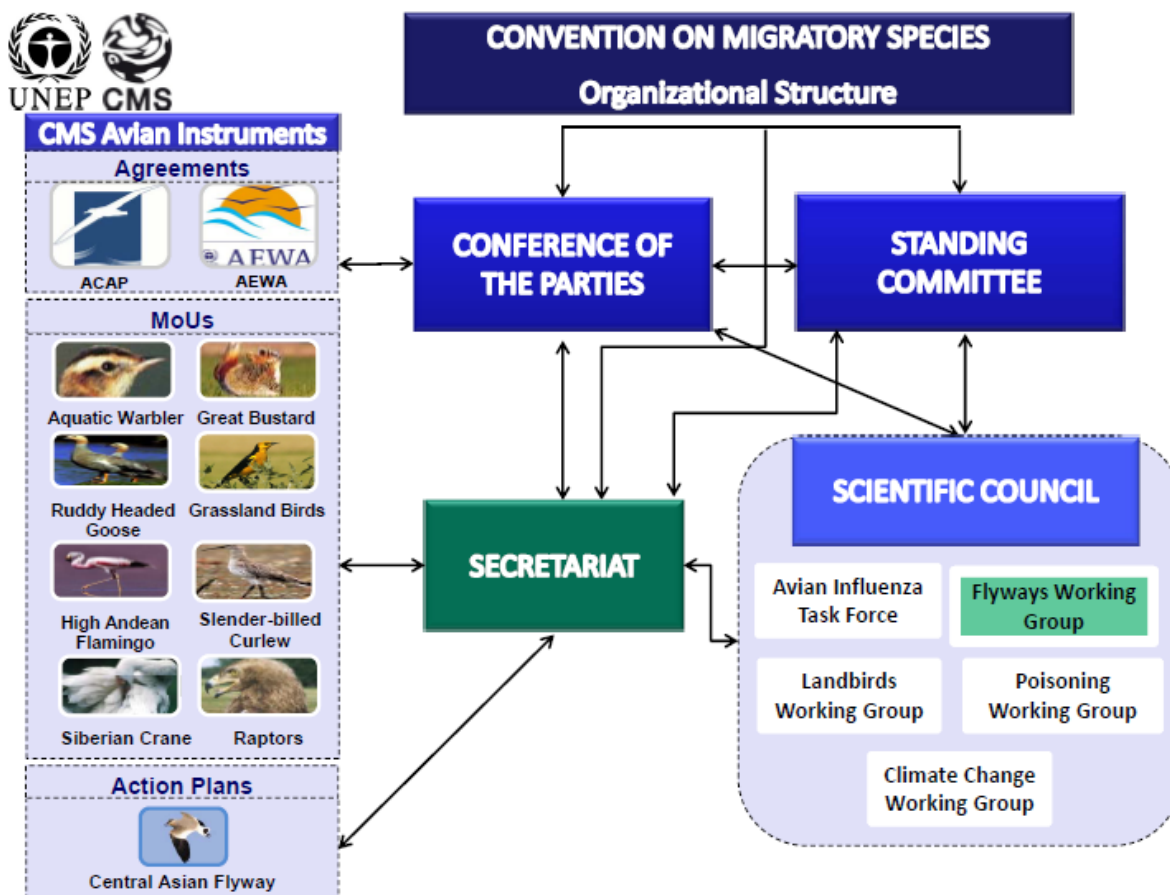 UNEP CMS
CONVENTION ON MIGRATORY SPECIES
Organizational Structure
CMS Avian Instruments
Agreements
AEWA
ACAP
AEWA
MoUs
Aquatic Warbler
Great Bustard
Ruddy Headed
Goose
Grassland Birds
High Andean
Flamingo
Slender-billed
Curlew
Siberian Crane
Raptors
Action Plans
Central Asian Flyway
CONFERENCE OF
THE PARTIES
STANDING
COMMITTEE
SECRETARIAT
SCIENTIFIC COUNCIL
Avian Influenza
Task Force
Flyways Working
Group
Landbirds
Working Group
Poisoning
Working Group
Climate Change
Working Group